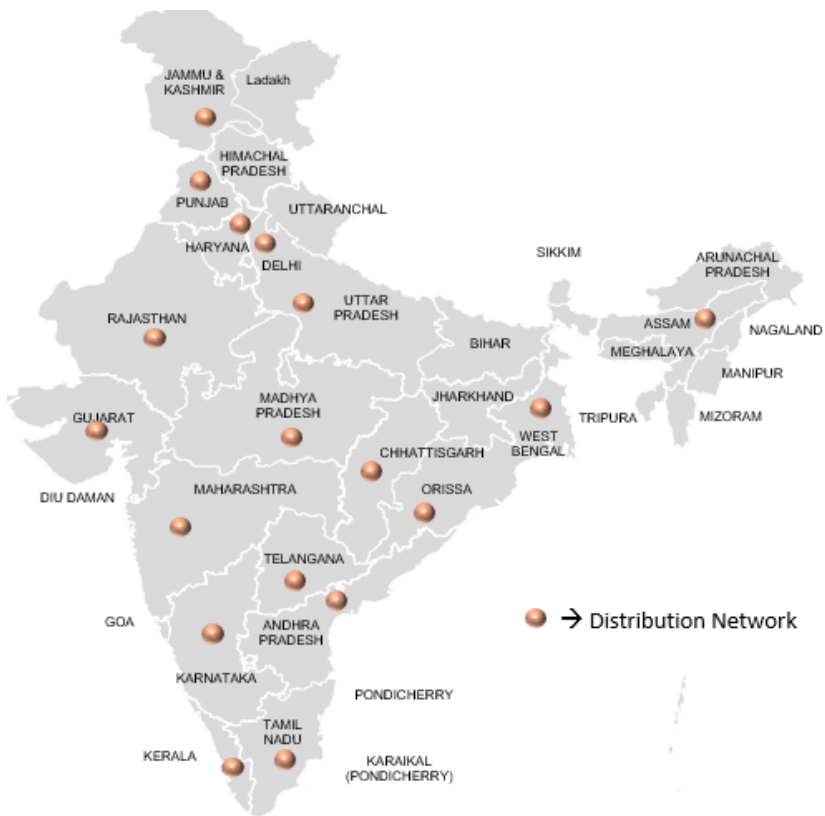 JAMMU &
KASHMIR
Ladakh
HIMACHAL
PRADESH
PUNJAB
UTTARANCHAL
HARYANA
DELHI
SIKKIM
ARUNACHAL
PRADESH
RAJASTHAN
UTTAR
PRADESH
ASSAM
NAGALAND
BIHAR
MEGHALAYA
MANIPUR
MADHYA
PRADESH
JHARKHAND
GUJARAT
TRIPURA
MIZORAM
WEST
BENGAL
CHHATTISGARH
DIU DAMAN
MAHARASHTRA
ORISSA
TELANGANA
GOA
ANDHRA
PRADESH
→ Distribution Network
KARNATAKA
PONDICHERRY
TAMIL
NADU
KERALA
KARAIKAL
(PONDICHERRY)